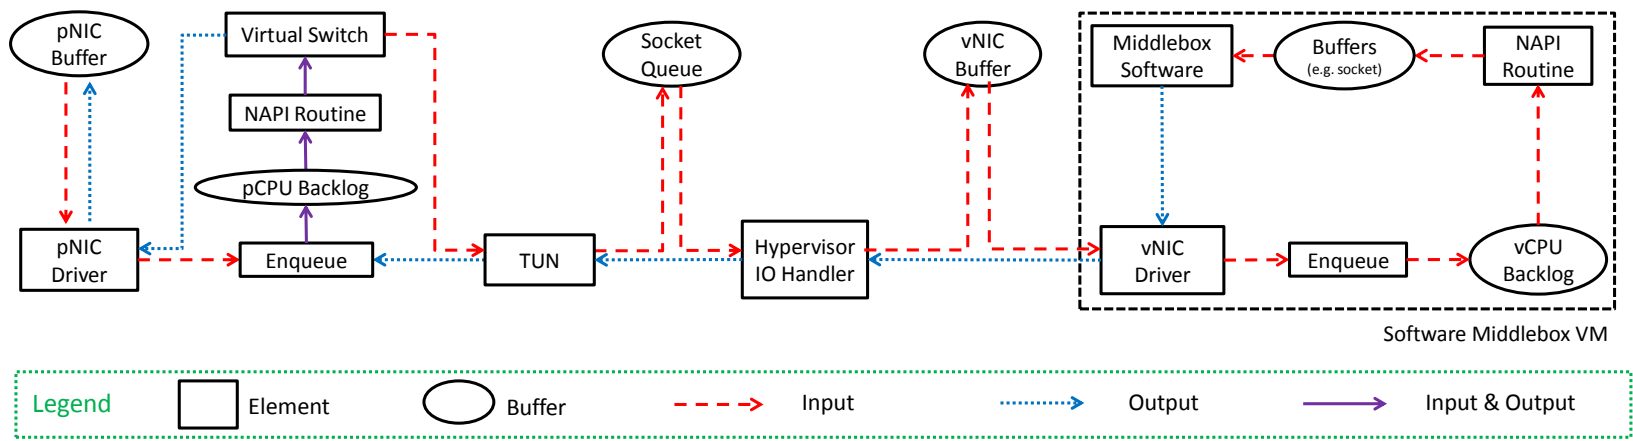 pNIC
Buffer
Virtual Switch
NAPI Routine
pCPU Backlog
pNIC
Driver
Enqueue
TUN
Socket
Queue
Hypervisor
IO Handler
vNIC
Buffer
Middlebox
Software
Buffers
(e.g. socket)
NAPI
Routine
vNIC
Driver
Enqueue
vCPU
Backlog
Software Middlebox VM
Legend
Element
Buffer
Input
Output
Input & Output